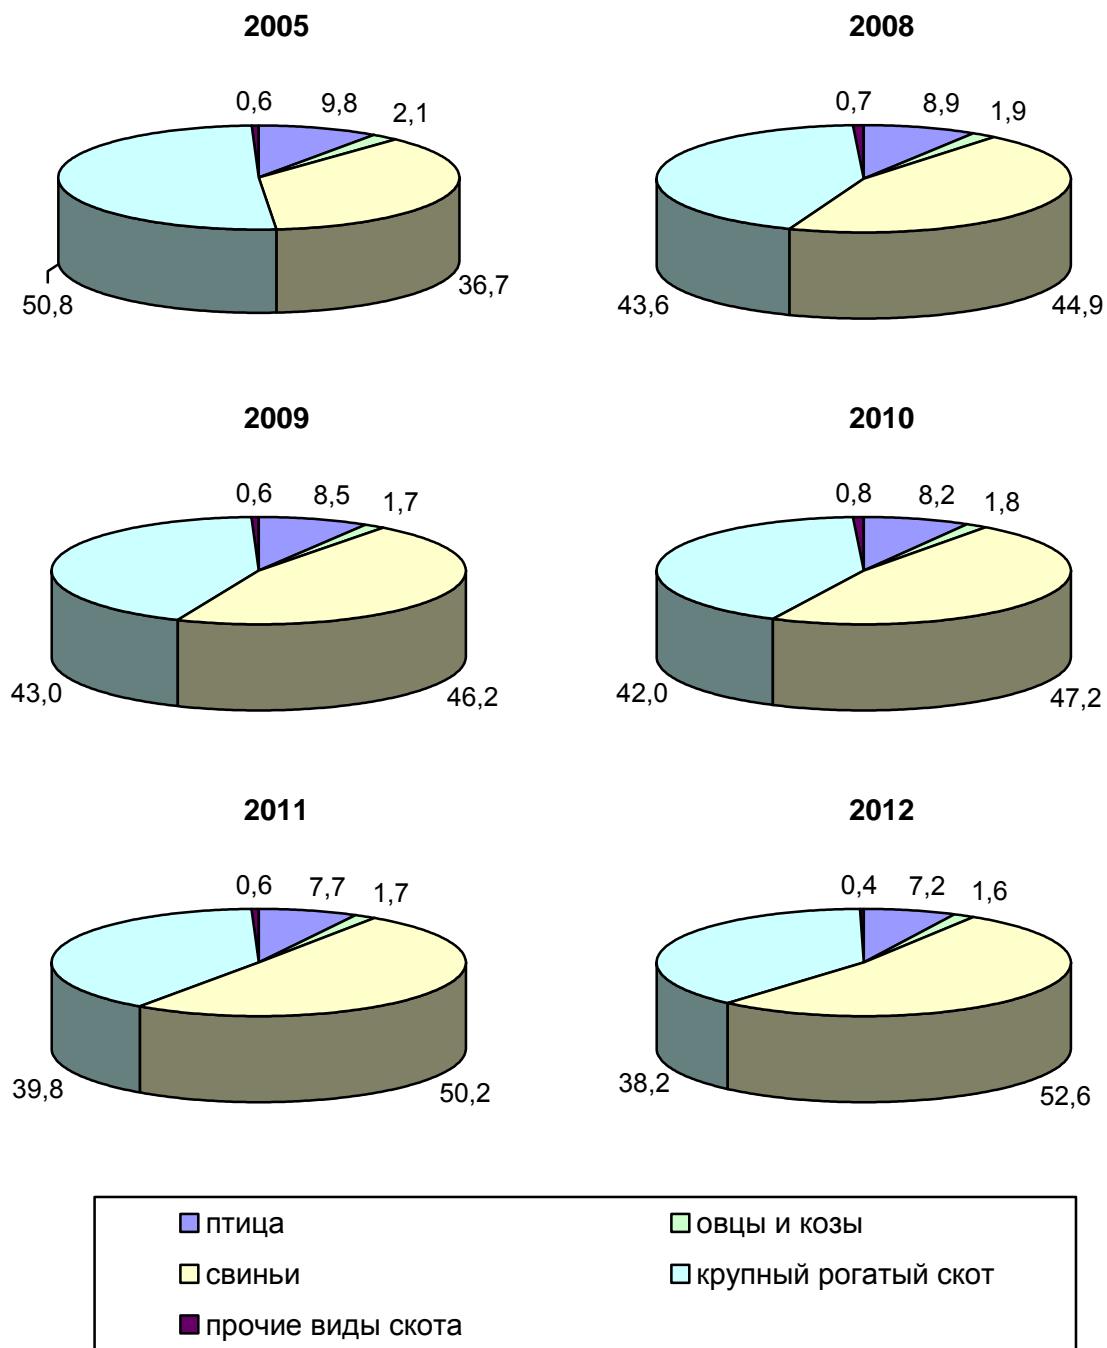 2005 2008
0,6 9,8 2,1 0,7 8,9 1,9
50,8 36,7 43,6 44,9
2009 2010
0,6 8,5 1,7 0,8 8,2 1,8
43,0 46,2 42,0 47,2
2011 2012
0,6 7,7 1,7 0,4 7,2 1,6
39,8 50,2 38,2 52,6
птица овцы и козы
свиньи крупный рогатый скот
прочие виды скота